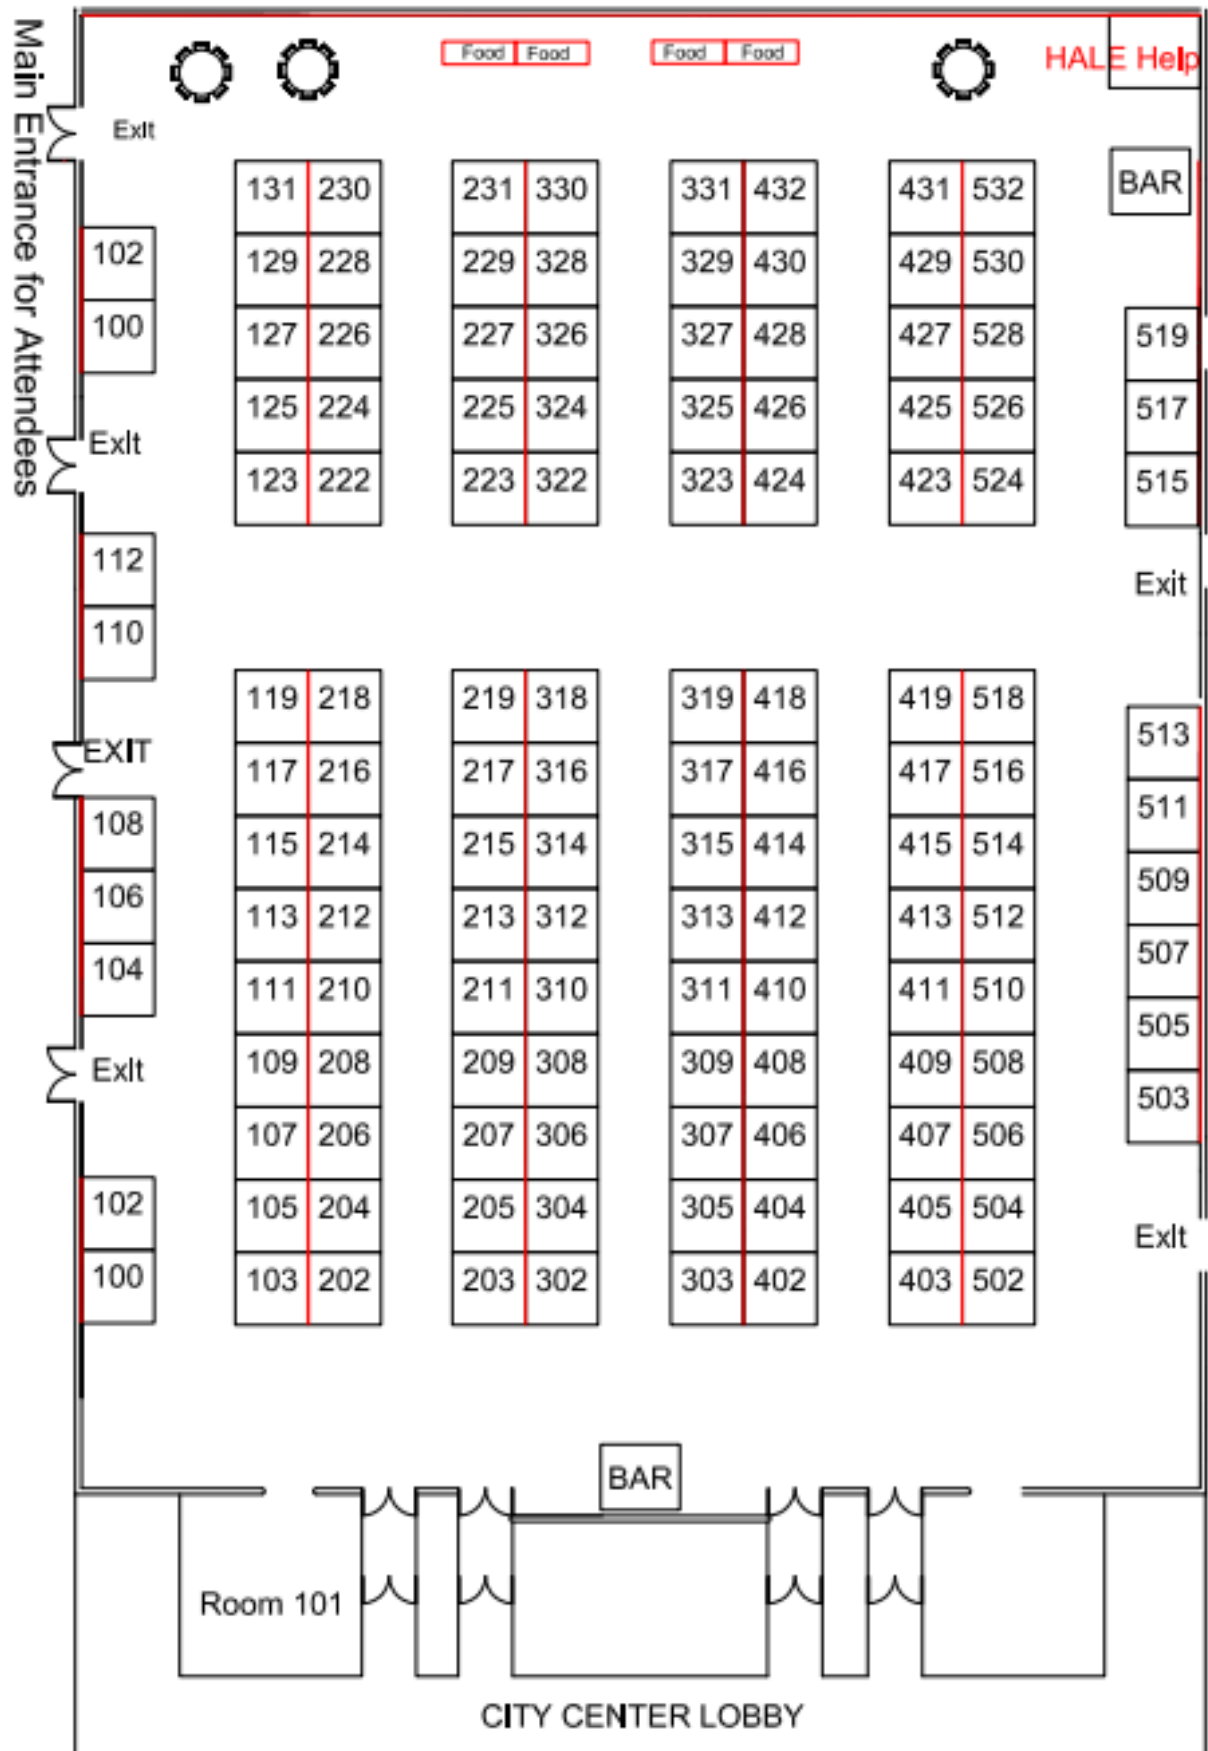 Main Entrance for Attendees
Food Food Food Food
HALE Help
Exit
BAR
131 230 231 330 331 432 431 532
102
129 228 229 328 329 430 429 530
100
127 226 227 326 327 428 427 528 519
125 224 225 324 325 426 425 526 517
Exit
123 222 223 322 323 424 423 524 515
112
Exit
110
119 218 219 318 319 418 419 518
513
EXIT
117 216 217 316 317 416 417 516
108
511
115 214 215 314 315 414 415 514
106
509
113 212 213 312 313 412 413 512
104
507
111 210 211 310 311 410 411 510
505
109 208 209 308 309 408 409 508
Exit
503
107 206 207 306 307 406 407 506
102
105 204 205 304 305 404 405 504
Exit
100
103 202 203 302 303 402 403 502
BAR
Room 101
CITY CENTER LOBBY